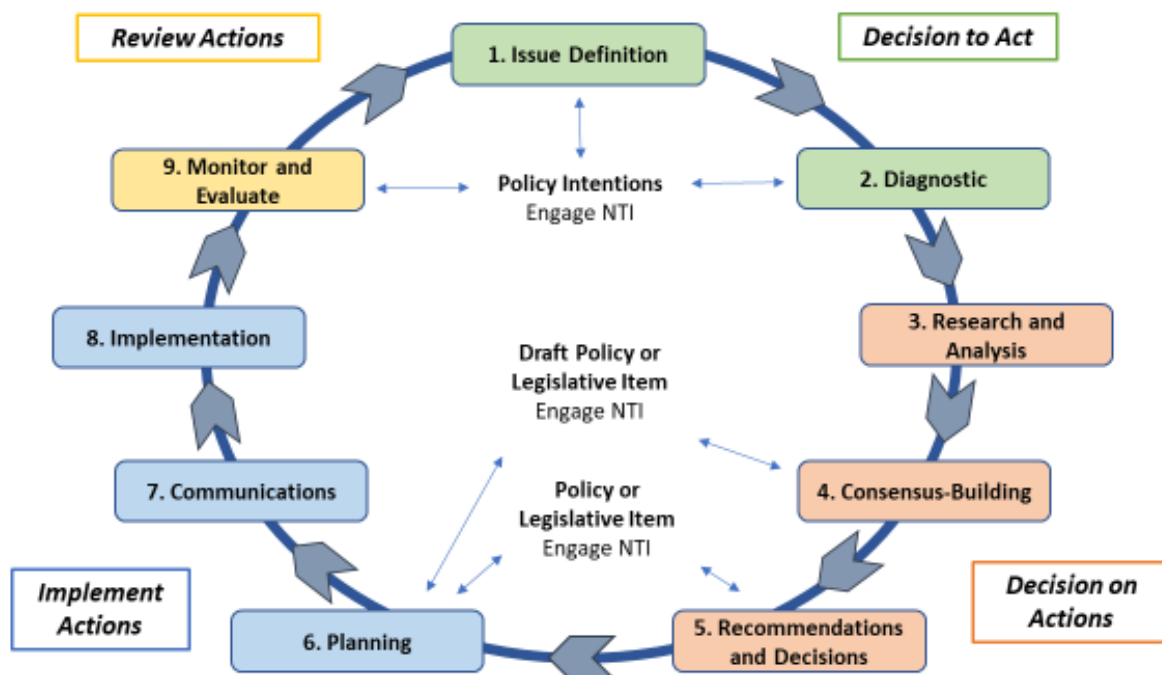 Review Actions
1. Issue Definition
Decision to Act
9. Monitor and
Evaluate
Policy Intentions
Engage NTI
2. Diagnostic
8. Implementation
3. Research and
Analysis
Draft Policy or
Legislative Item
Engage NTI
7. Communications
4. Consensus-Building
Policy or
Legislative Item
Engage NTI
Implement
Actions
6. Planning
5. Recommendations
and Decisions
Decision on
Actions